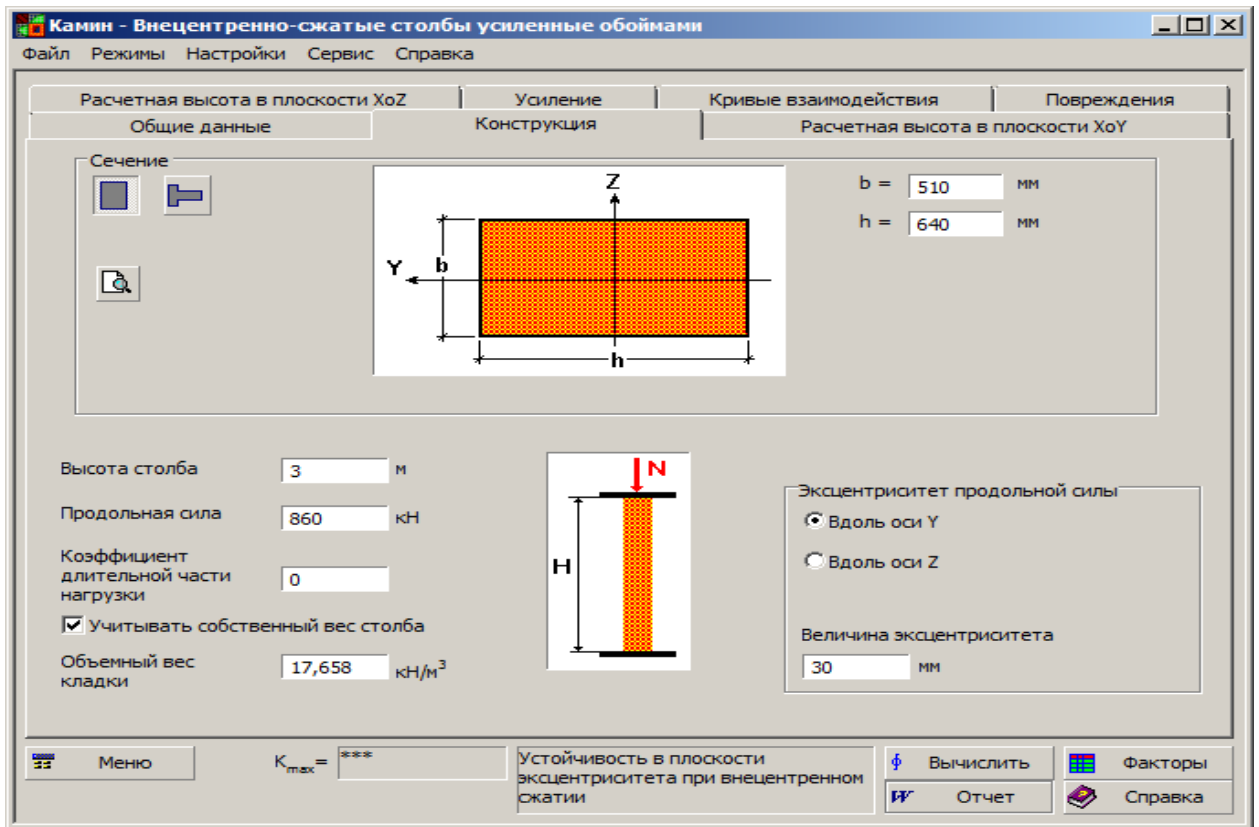 Камин - Внецентренно-сжатые столбы усиленные обоймами
Файл Режимы Настройки Сервис Справка
Расчетная высота в плоскости XoZ Усиление Кривые взаимодействия Повреждения
Общие данные Конструкция Расчетная высота в плоскости XoY
Сечение
Z
Y
b
h
b = 510 мм
h = 640 мм
Высота столба 3 м
Продольная сила 860 кН
Коэффициент
длительной части
нагрузки
0
Учитывать собственный вес столба
Объемный вес
кладки
17,658 кН/м³
N
H
Эксцентриситет продольной силы
Вдоль оси Y
Вдоль оси Z
Величина эксцентриситета
30 мм
Меню
Kmax= ***
Устойчивость в плоскости
эксцентриситета при внецентренном
сжатии
Вычислить Факторы
W Отчет Справка